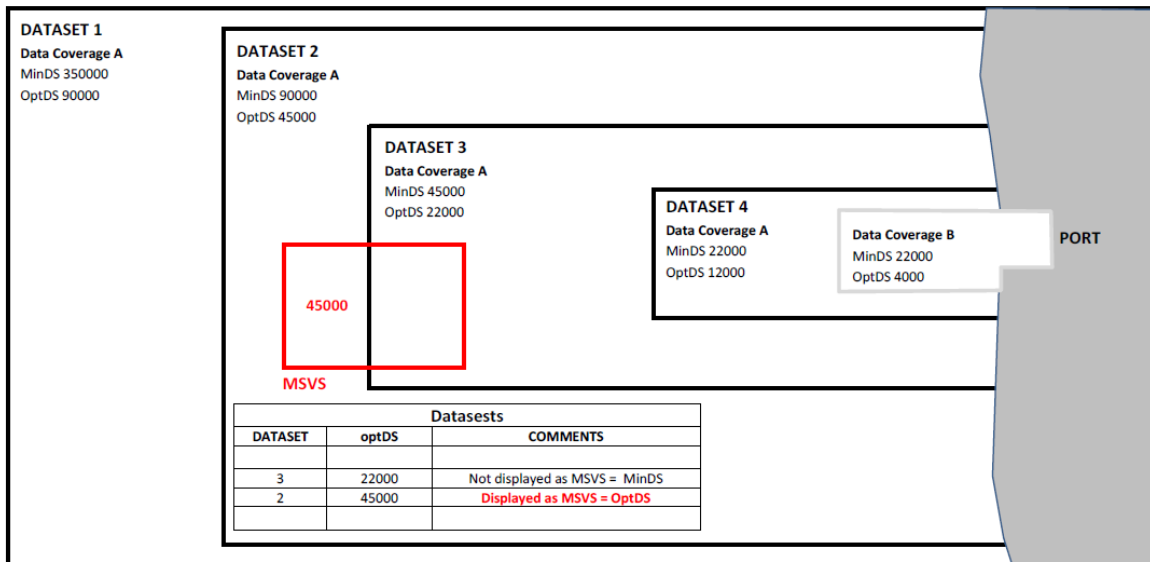 DATASET 1
Data Coverage A
MinDS 350000
OptDS 90000
DATASET 2
Data Coverage A
MinDS 90000
OptDS 45000
DATASET 3
Data Coverage A
MinDS 45000
OptDS 22000
DATASET 4
Data Coverage A
MinDS 22000
OptDS 12000
Data Coverage B
MinDS 22000
OptDS 4000
PORT
45000
MSVS
Datasests
DATASET optDS COMMENTS
3 22000 Not displayed as MSVS = MinDS
2 45000 Displayed as MSVS = OptDS